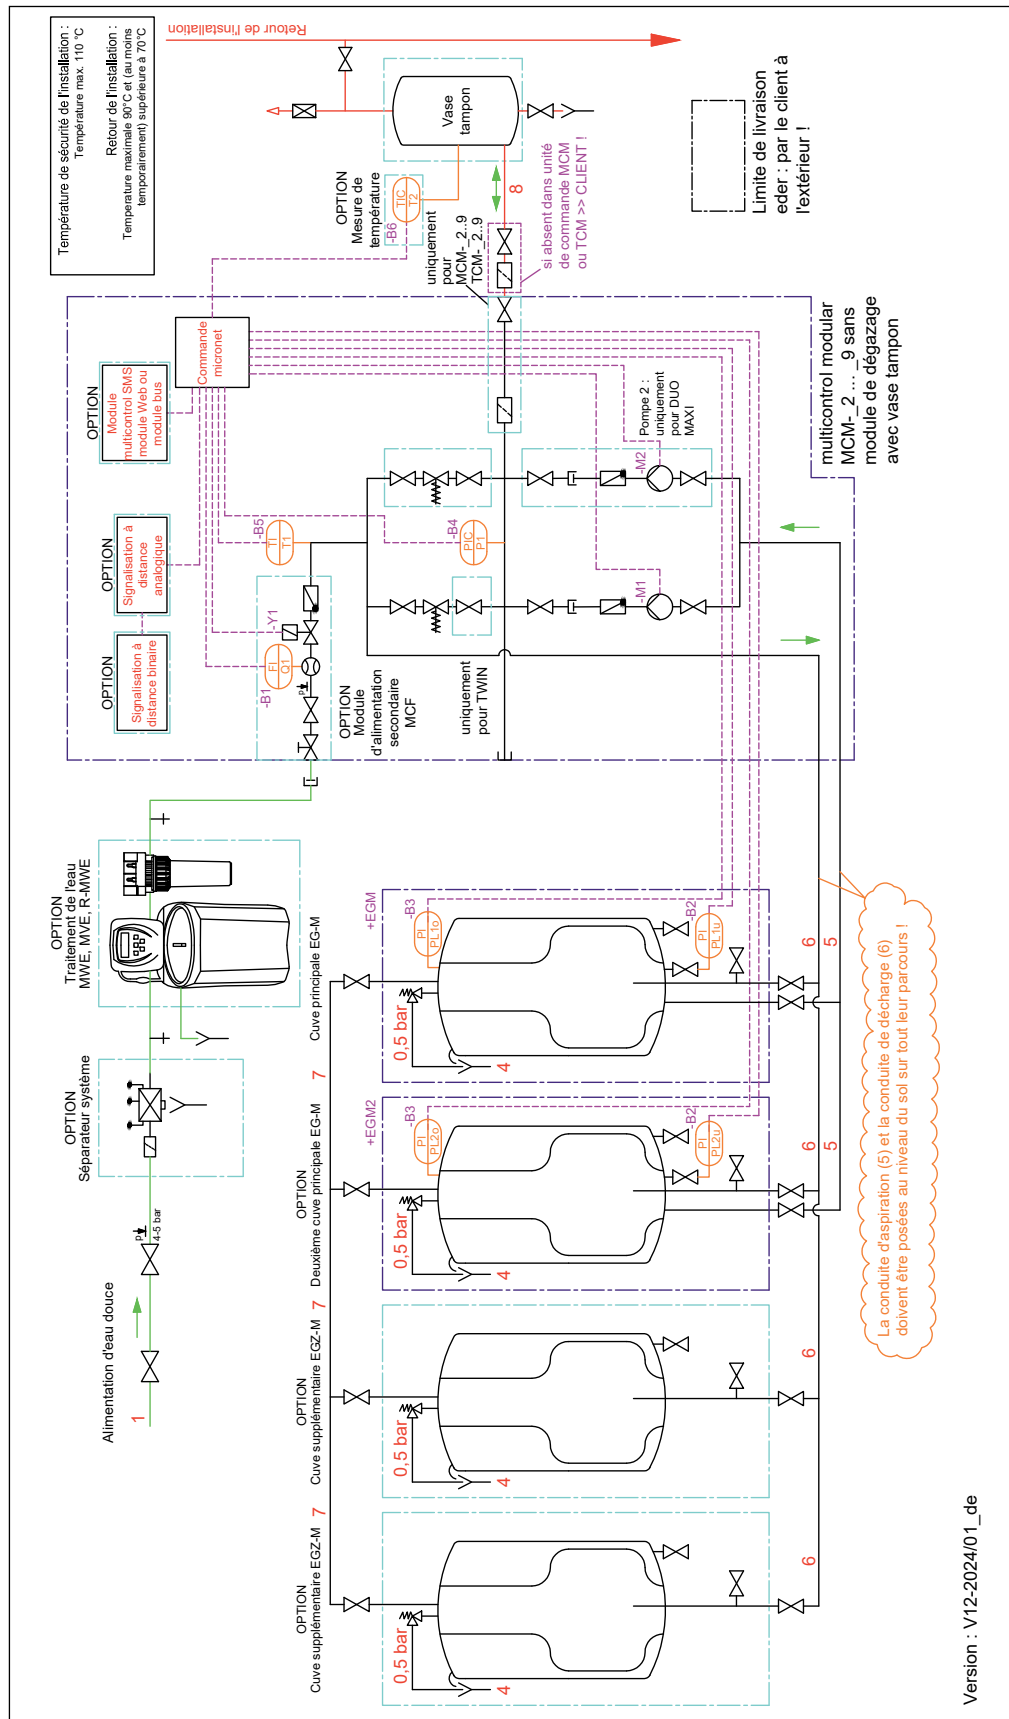 Température de sécurité de l'installation :
Température max. 110 °C
Retour de l'installation :
Temperature maximale 90°C et (au moins
temporairement) supérieure à 70°C
Retour de l'installation
Vase
tampon
OPTION
Mesure de
température
-B6
TIC
T2
8
uniquement
pour
MCM-_2..9
TCM-_2..9
si absent dans unité
de commande MCM
ou TCM >> CLIENT !
Limite de livraison
eder : par le client à
l'extérieur !
OPTION
Module
multicontrol SMS
module Web ou
module bus
Commande
micronet
OPTION
Signalisation à
distance
analogique
OPTION
Signalisation à
distance binaire
-B5
TI
T1
-Y1
-B1
FI
Q1
P
OPTION
Module
d'alimentation
secondaire
MCF
-B4
PIC
P1
uniquement
pour TWIN
Pompe 2 :
uniquement
pour DUO
MAXI
-M2
-M1
multicontrol modular
MCM-_2 ... _9 sans
module de dégazage
avec vase tampon
OPTION
Traitement de l'eau
MWE, MVE, R-MWE
OPTION
Séparateur système
P
4-5 bar
Alimentation d'eau douce
1
Cuve principale EG-M
+EGM
-B3
PI
PL1o
-B2
PI
PL1u
0,5 bar
4
7
6
5
OPTION
Deuxième cuve principale EG-M
+EGM2
-B3
PI
PL2o
-B2
PI
PL2u
0,5 bar
4
7
6
5
OPTION
Cuve supplémentaire EGZ-M
0,5 bar
4
7
6
OPTION
Cuve supplémentaire EGZ-M
0,5 bar
4
6
La conduite d'aspiration (5) et la conduite de décharge (6)
doivent être posées au niveau du sol sur tout leur parcours !
Version : V12-2024/01_de